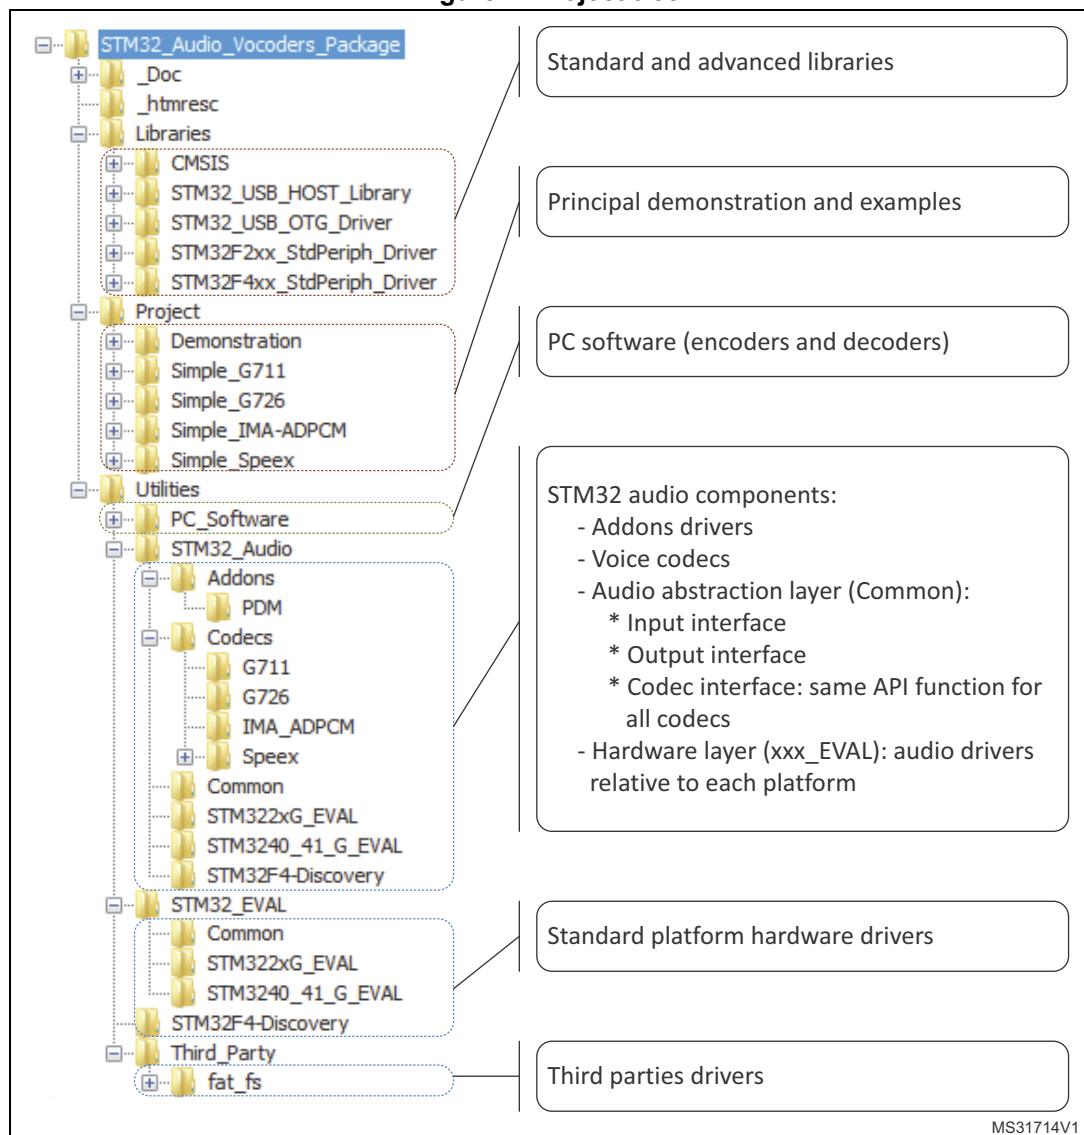 STM32_Audio_Vocoders_Package
_Doc
_htmresc
Libraries
CMSIS
STM32_USB_HOST_Library
STM32_USB_OTG_Driver
STM32F2xx_StdPeriph_Driver
STM32F4xx_StdPeriph_Driver
Project
Demonstration
Simple_G711
Simple_G726
Simple_IMA-ADPCM
Simple_Speex
Utilities
PC_Software
STM32_Audio
Addons
PDM
Codecs
G711
G726
IMA_ADPCM
Speex
Common
STM322xG_EVAL
STM3240_41_G_EVAL
STM32F4-Discovery
STM32_EVAL
Common
STM322xG_EVAL
STM3240_41_G_EVAL
STM32F4-Discovery
Third_Party
fat_fs
Standard and advanced libraries
Principal demonstration and examples
PC software (encoders and decoders)
STM32 audio components:
- Addons drivers
- Voice codecs
- Audio abstraction layer (Common):
* Input interface
* Output interface
* Codec interface: same API function for
all codecs
- Hardware layer (xxx_EVAL): audio drivers
relative to each platform
Standard platform hardware drivers
Third parties drivers
MS31714V1